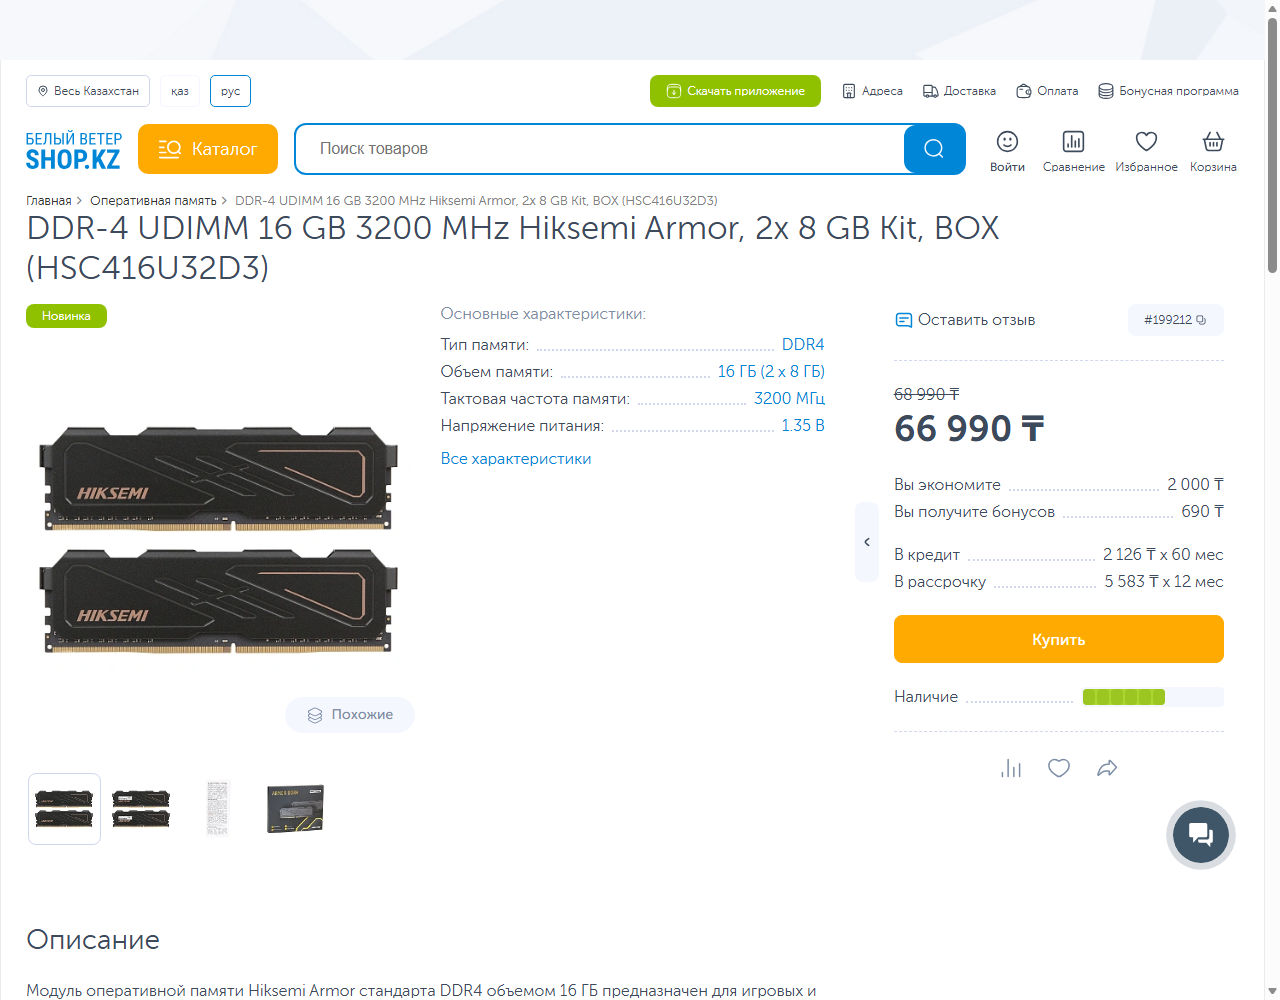 Весь Казахстан
қаз
рус
Скачать приложение
Адреса
Доставка
Оплата
Бонусная программа
БЕЛЫЙ ВЕТЕР
SHOP.KZ
Каталог
Поиск товаров
Войти
Сравнение
Избранное
Корзина
Главная
Оперативная память
DDR-4 UDIMM 16 GB 3200 MHz Hiksemi Armor, 2x 8 GB Kit, BOX (HSC416U32D3)
DDR-4 UDIMM 16 GB 3200 MHz Hiksemi Armor, 2x 8 GB Kit, BOX
(HSC416U32D3)
Новинка
HIKSEMI
HIKSEMI
Похожие
Основные характеристики:
Тип памяти: DDR4
Объем памяти: 16 ГБ (2 x 8 ГБ)
Тактовая частота памяти: 3200 МГц
Напряжение питания: 1.35 В
Все характеристики
Оставить отзыв
#199212
68 990 ₸
66 990 ₸
Вы экономите 2 000 ₸
Вы получите бонусов 690 ₸
В кредит 2 126 ₸ x 60 мес
В рассрочку 5 583 ₸ x 12 мес
Купить
Наличие
Описание
Модуль оперативной памяти Hiksemi Armor стандарта DDR4 объемом 16 ГБ предназначен для игровых и